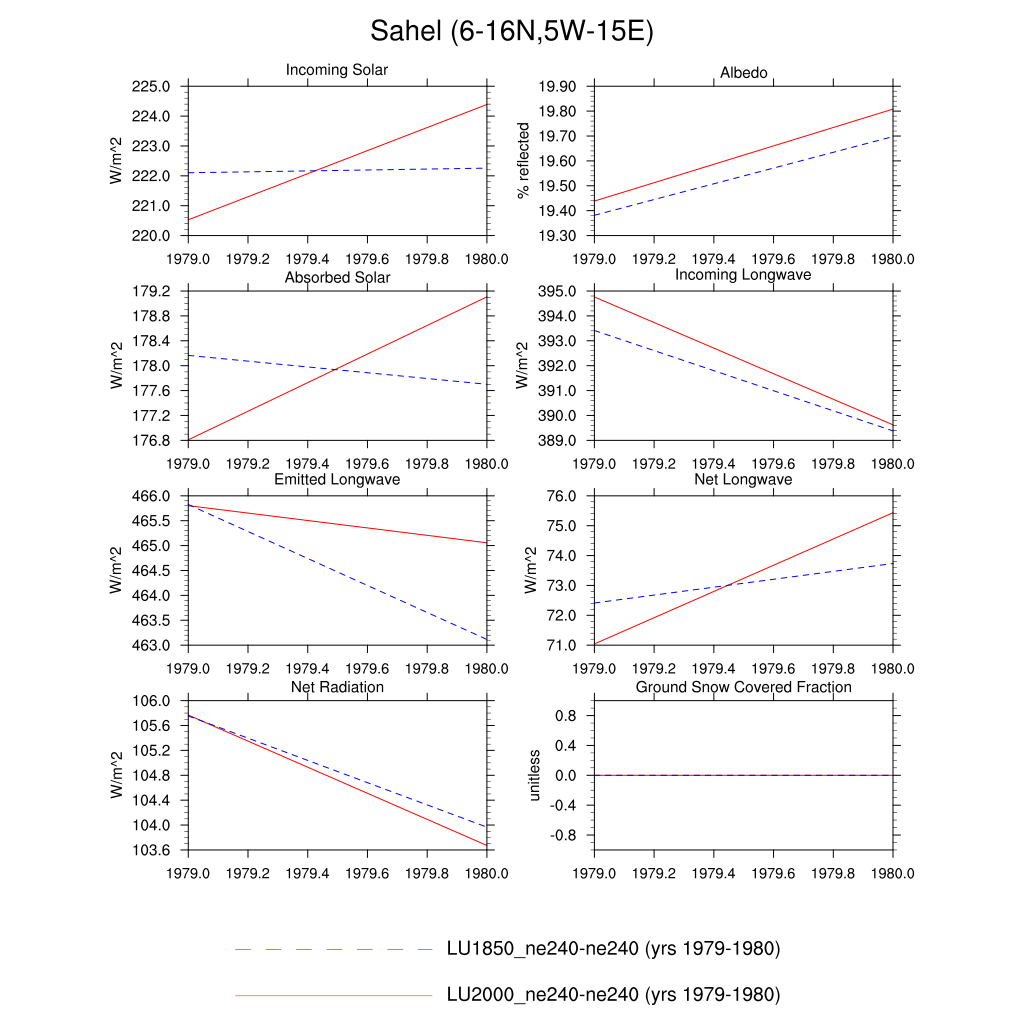 Sahel (6-16N,5W-15E)
Incoming Solar
W/m^2
225.0
224.0
223.0
222.0
221.0
220.0
1979.0 1979.2 1979.4 1979.6 1979.8 1980.0
Albedo
% reflected
19.90
19.80
19.70
19.60
19.50
19.40
19.30
1979.0 1979.2 1979.4 1979.6 1979.8 1980.0
Absorbed Solar
W/m^2
179.2
178.8
178.4
178.0
177.6
177.2
176.8
1979.0 1979.2 1979.4 1979.6 1979.8 1980.0
Incoming Longwave
W/m^2
395.0
394.0
393.0
392.0
391.0
390.0
389.0
1979.0 1979.2 1979.4 1979.6 1979.8 1980.0
Emitted Longwave
W/m^2
466.0
465.5
465.0
464.5
464.0
463.5
463.0
1979.0 1979.2 1979.4 1979.6 1979.8 1980.0
Net Longwave
W/m^2
76.0
75.0
74.0
73.0
72.0
71.0
1979.0 1979.2 1979.4 1979.6 1979.8 1980.0
Net Radiation
W/m^2
106.0
105.6
105.2
104.8
104.4
104.0
103.6
1979.0 1979.2 1979.4 1979.6 1979.8 1980.0
Ground Snow Covered Fraction
unitless
0.8
0.4
0.0
-0.4
-0.8
1979.0 1979.2 1979.4 1979.6 1979.8 1980.0
LU1850_ne240-ne240 (yrs 1979-1980)
LU2000_ne240-ne240 (yrs 1979-1980)